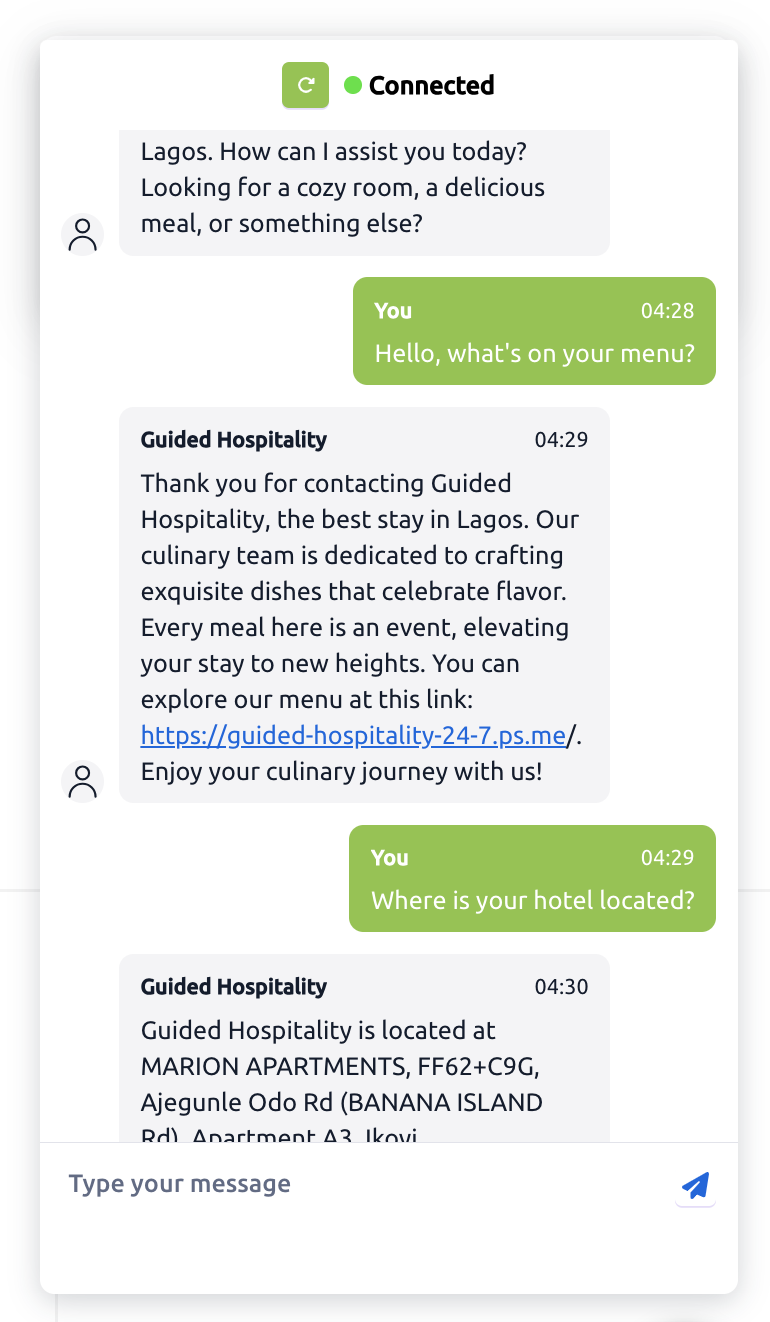 Connected
Lagos. How can I assist you today?
Looking for a cozy room, a delicious
meal, or something else?
You 04:28
Hello, what's on your menu?
Guided Hospitality 04:29
Thank you for contacting Guided
Hospitality, the best stay in Lagos. Our
culinary team is dedicated to crafting
exquisite dishes that celebrate flavor.
Every meal here is an event, elevating
your stay to new heights. You can
explore our menu at this link:
https://guided-hospitality-24-7.ps.me/.
Enjoy your culinary journey with us!
You 04:29
Where is your hotel located?
Guided Hospitality 04:30
Guided Hospitality is located at
MARION APARTMENTS, FF62+C9G,
Ajegunle Odo Rd (BANANA ISLAND
Rd), Apartment A3, Ikoyi
Type your message